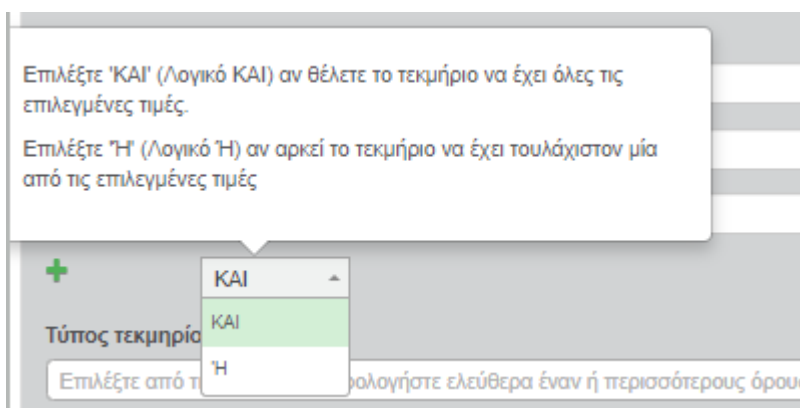 Επιλέξτε 'ΚΑΙ' (Λογικό ΚΑΙ) αν θέλετε το τεκμήριο να έχει όλες τις
επιλεγμένες τιμές.
Επιλέξτε 'Ή' (Λογικό Ή) αν αρκεί το τεκμήριο να έχει τουλάχιστον μία
από τις επιλεγμένες τιμές
ΚΑΙ
ΚΑΙ
Τύπος τεκμηρίο
Ή
Επιλέξτε από ελεύθερα έναν ή περισσότερους όρους